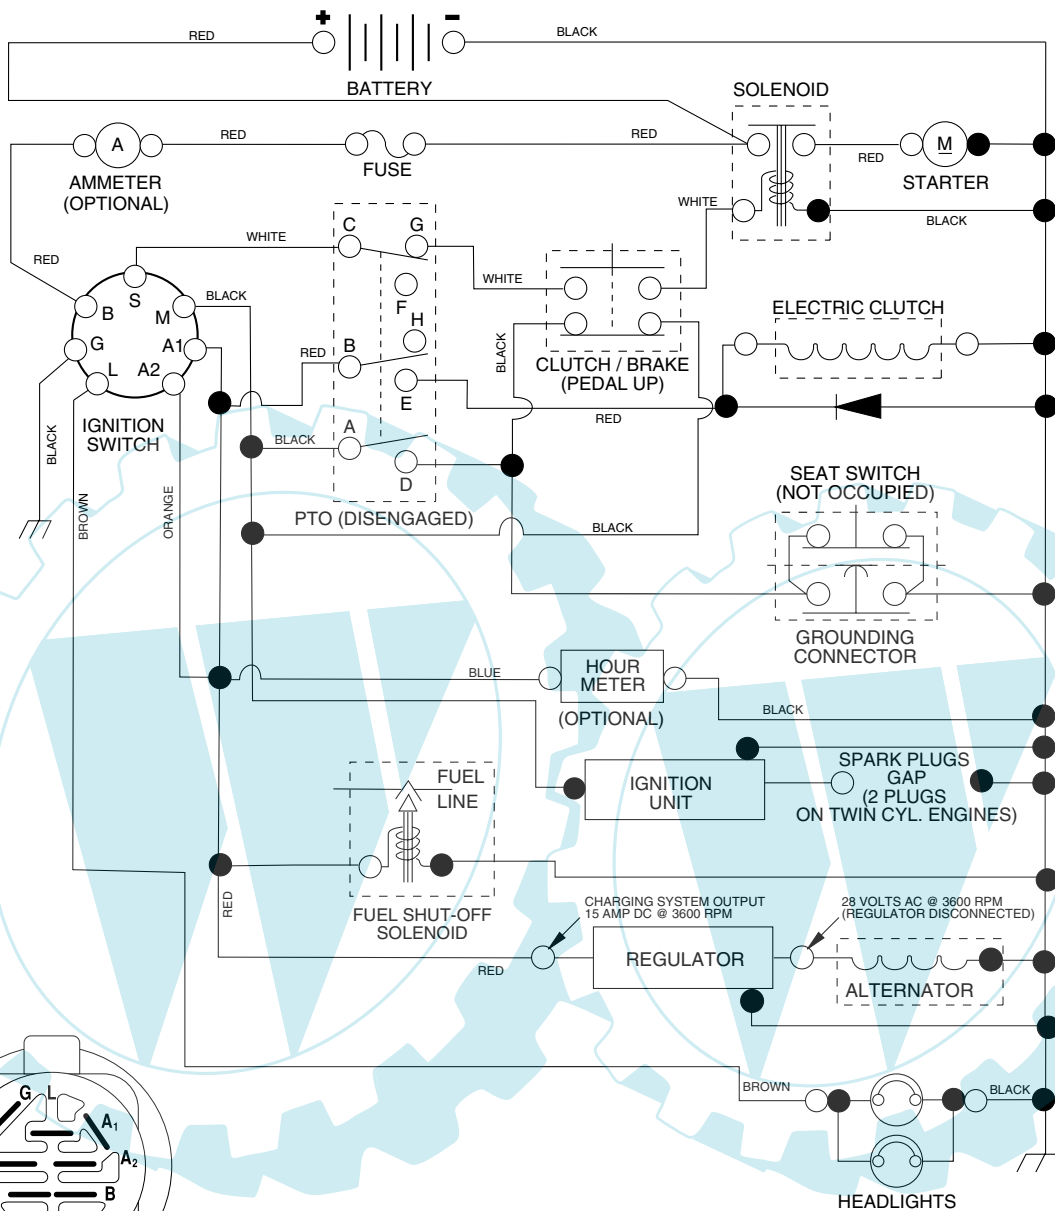 + -
RED
BLACK
BATTERY
SOLENOID
A
RED
RED
FUSE
RED
M
STARTER
AMMETER
(OPTIONAL)
WHITE
BLACK
C
G
WHITE
RED
S
WHITE
BLACK
B
M
F
ELECTRIC CLUTCH
G
A1
H
RED
B
BLACK
CLUTCH / BRAKE
(PEDAL UP)
L
A2
E
RED
IGNITION
SWITCH
BLACK
BLACK
A
D
SEAT SWITCH
(NOT OCCUPIED)
BROWN
ORANGE
PTO (DISENGAGED)
BLACK
GROUNDING
CONNECTOR
BLUE
HOUR
METER
(OPTIONAL)
BLACK
FUEL
LINE
IGNITION
UNIT
SPARK PLUGS
GAP
(2 PLUGS
ON TWIN CYL. ENGINES)
RED
FUEL SHUT-OFF
SOLENOID
CHARGING SYSTEM OUTPUT
15 AMP DC @ 3600 RPM
28 VOLTS AC @ 3600 RPM
(REGULATOR DISCONNECTED)
RED
REGULATOR
ALTERNATOR
G L
A1
A2
B
BROWN
BLACK
HEADLIGHTS